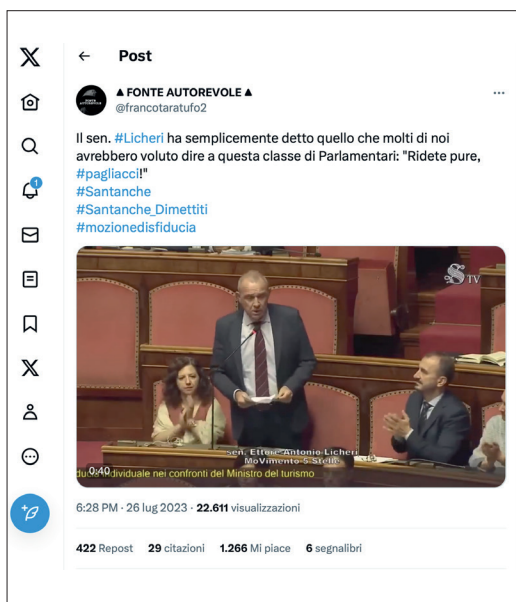 Post
▲ FONTE AUTOREVOLE ▲
@francotaratufo2
Il sen. #Licheri ha semplicemente detto quello che molti di noi
avrebbero voluto dire a questa classe di Parlamentari: "Ridete pure,
#pagliacci!"
#Santanche
#Santanche_Dimettiti
#mozionedisfiducia
1
S TV
sen. Ettore Antonio Licheri
MoVimento 5 Stelle
0:40
ducia individuale nei confronti del Ministro del turismo
6:28 PM · 26 lug 2023 · 22.611 visualizzazioni
422 Repost 29 citazioni 1.266 Mi piace 6 segnalibri